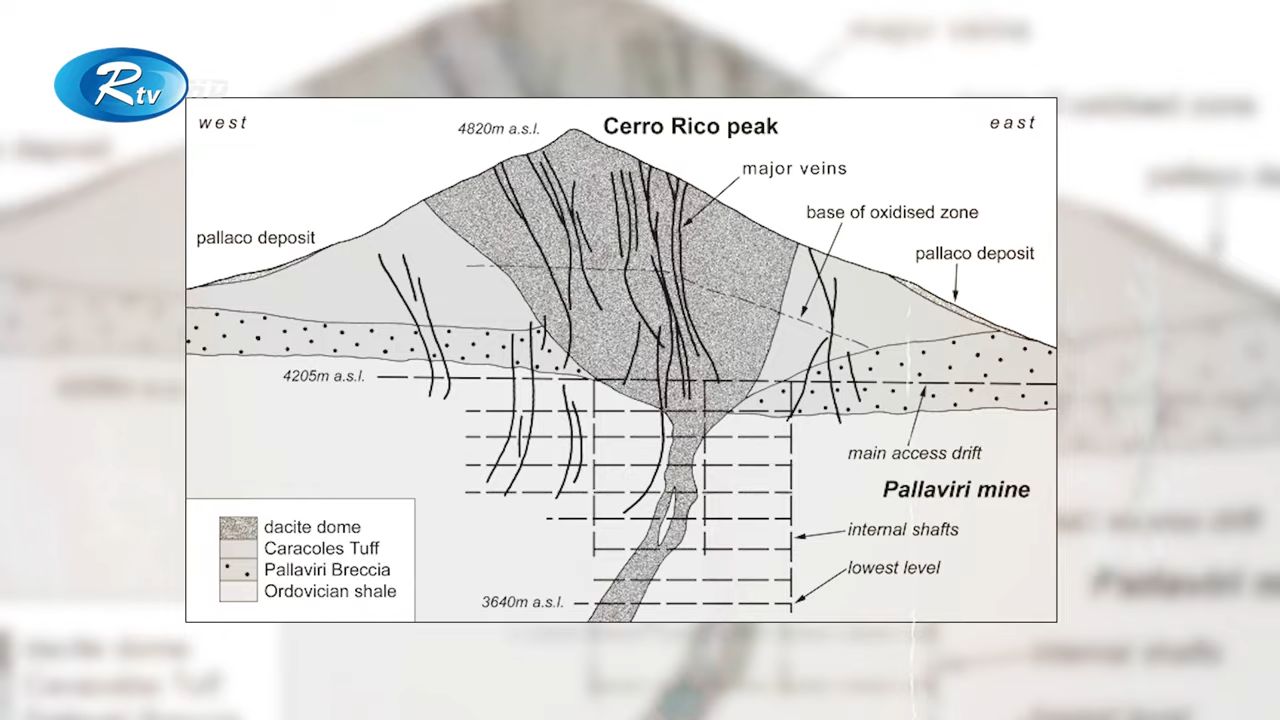 Rtv
west
4820m a.s.l.
Cerro Rico peak
east
major veins
base of oxidised zone
pallaco deposit
pallaco deposit
4205m a.s.l.
main access drift
Pallaviri mine
internal shafts
lowest level
3640m a.s.l.
dacite dome
Caracoles Tuff
Pallaviri Breccia
Ordovician shale